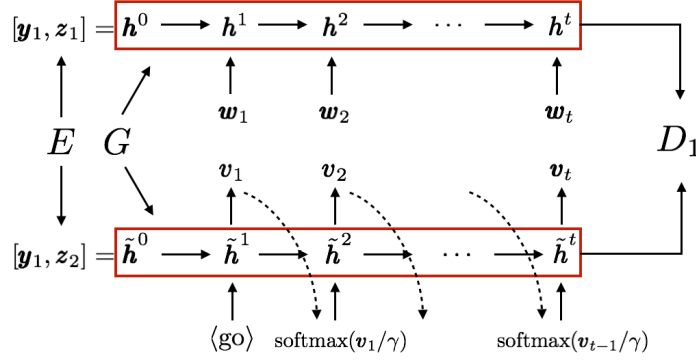 [y₁, z₁] = h⁰ h¹ h² ··· hᵗ
w₁ w₂ wₜ
E G D₁
v₁ v₂ vₜ
[y₁, z₂] = h̃⁰ h̃¹ h̃² ··· h̃ᵗ
⟨go⟩ softmax(v₁/γ) softmax(vₜ₋₁/γ)